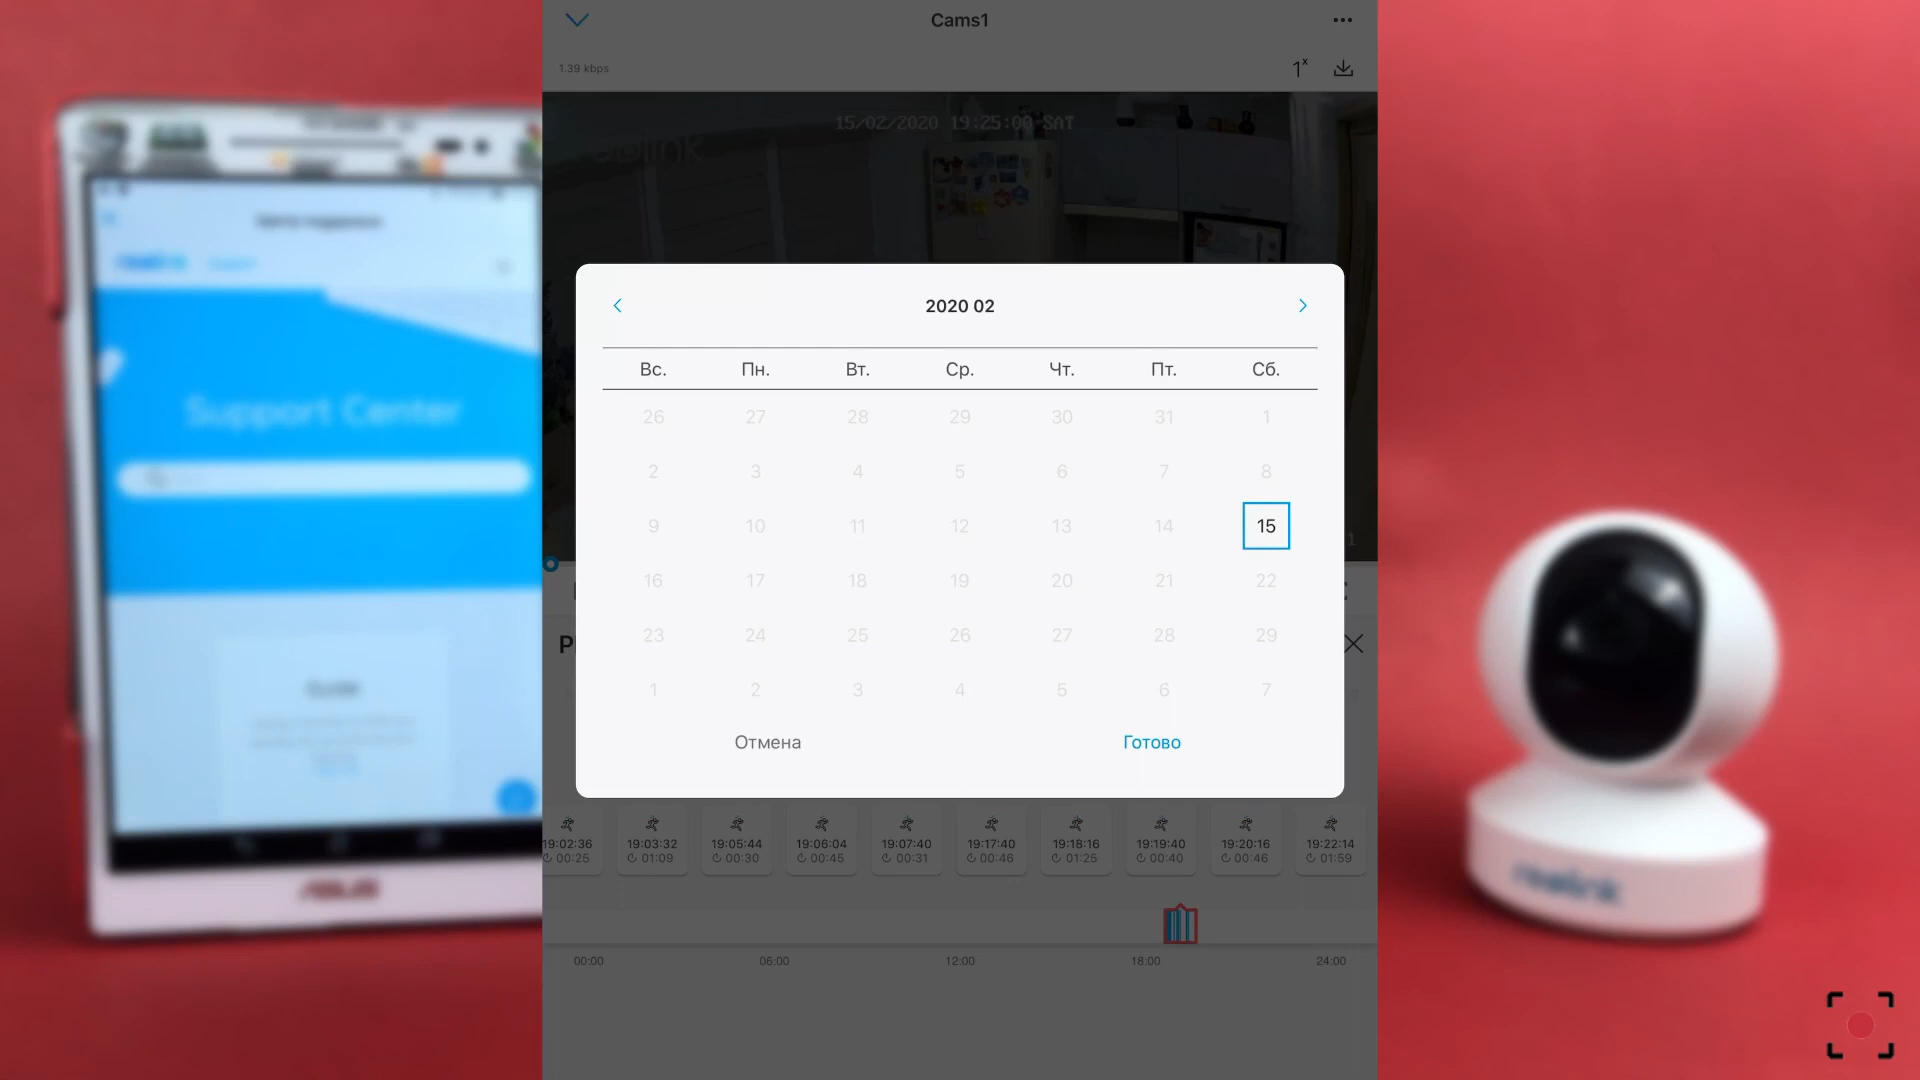 Cams1
1.39 kbps
1x
15/02/2020 19:25:00 SAT
Support Center
2020 02
Вс. Пн. Вт. Ср. Чт. Пт. Сб.
26 27 28 29 30 31 1
2 3 4 5 6 7 8
9 10 11 12 13 14 15
16 17 18 19 20 21 22
23 24 25 26 27 28 29
1 2 3 4 5 6 7
Отмена Готово
19:02:36 19:03:32 19:05:44 19:06:04 19:07:40 19:17:40 19:18:16 19:19:40 19:20:16 19:22:14
00:25 01:09 00:30 00:45 00:31 00:46 01:25 00:40 00:46 01:59
00:00 06:00 12:00 18:00 24:00
ASUS
reolink